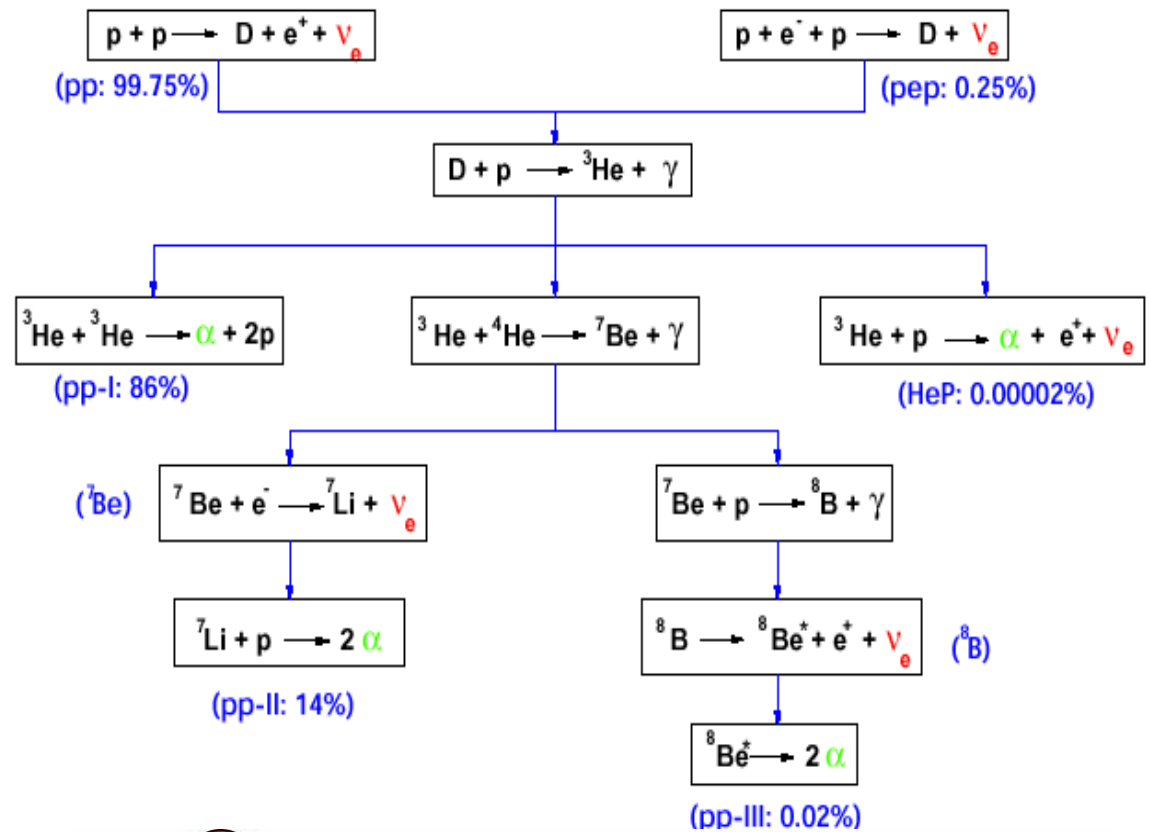 p + p → D + e⁺ + νₑ
(pp: 99.75%)
p + e⁻ + p → D + νₑ
(pep: 0.25%)
D + p → ³He + γ
³He + ³He → α + 2p
(pp-I: 86%)
³He + ⁴He → ⁷Be + γ
³He + p → α + e⁺ + νₑ
(HeP: 0.00002%)
(⁷Be)
⁷Be + e⁻ → ⁷Li + νₑ
⁷Be + p → ⁸B + γ
⁷Li + p → 2 α
(pp-II: 14%)
⁸B → ⁸Be* + e⁺ + νₑ
(⁸B)
⁸Be* → 2 α
(pp-III: 0.02%)